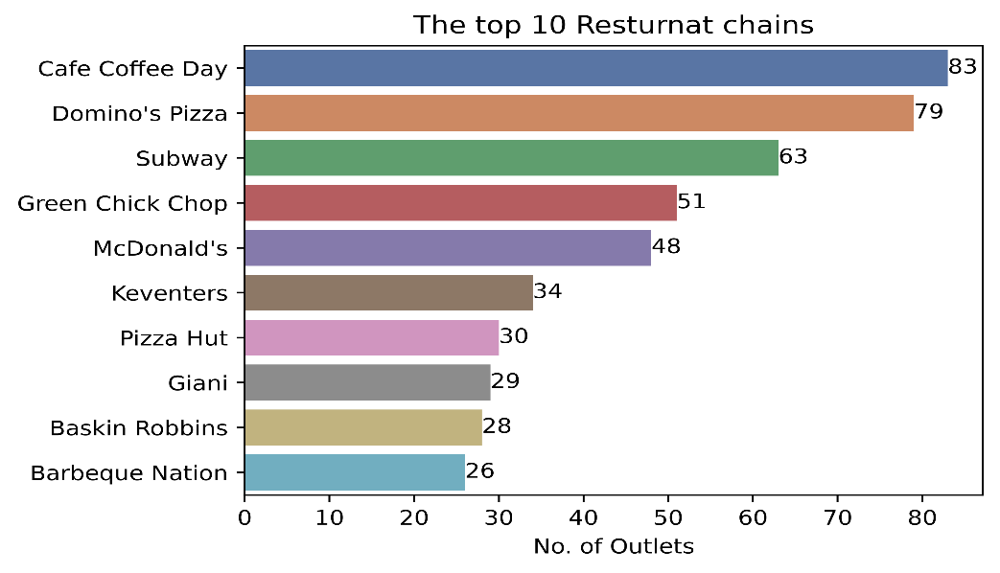 The top 10 Resturnat chains
Cafe Coffee Day 83
Domino's Pizza 79
Subway 63
Green Chick Chop 51
McDonald's 48
Keventers 34
Pizza Hut 30
Giani 29
Baskin Robbins 28
Barbeque Nation 26
0 10 20 30 40 50 60 70 80
No. of Outlets